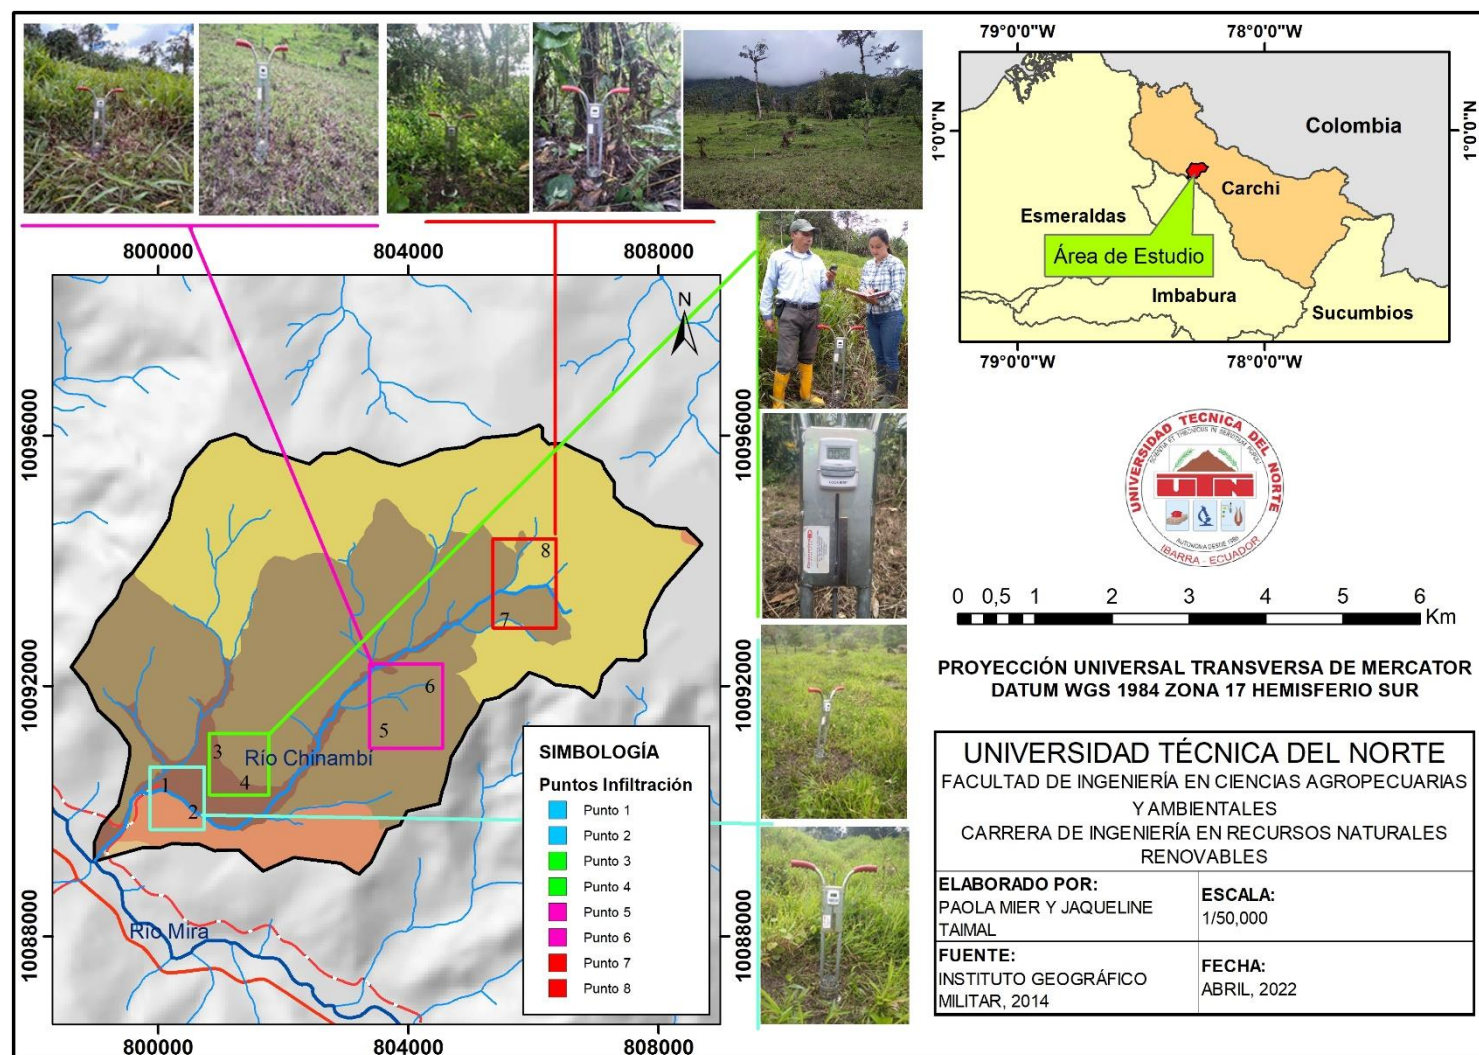 800000
804000
808000
10096000
10092000
10088000
10096000
10092000
10088000
800000
804000
808000
N
1
2
3
4
5
6
7
8
Río Chinambí
Río Mira
SIMBOLOGÍA
Puntos Infiltración
Punto 1
Punto 2
Punto 3
Punto 4
Punto 5
Punto 6
Punto 7
Punto 8
79°0'0"W
78°0'0"W
1°0'0"N
1°0'0"N
Colombia
Carchi
Esmeraldas
Área de Estudio
Imbabura
Sucumbios
79°0'0"W
78°0'0"W
UNIVERSIDAD TECNICA DEL NORTE
UTN
AUTONOMA DESDE 1986
IBARRA - ECUADOR
0 0,5 1 2 3 4 5 6
Km
PROYECCIÓN UNIVERSAL TRANSVERSA DE MERCATOR
DATUM WGS 1984 ZONA 17 HEMISFERIO SUR
UNIVERSIDAD TÉCNICA DEL NORTE
FACULTAD DE INGENIERÍA EN CIENCIAS AGROPECUARIAS
Y AMBIENTALES
CARRERA DE INGENIERÍA EN RECURSOS NATURALES
RENOVABLES
ELABORADO POR:
PAOLA MIER Y JAQUELINE
TAIMAL
ESCALA:
1/50,000
FUENTE:
INSTITUTO GEOGRÁFICO
MILITAR, 2014
FECHA:
ABRIL, 2022